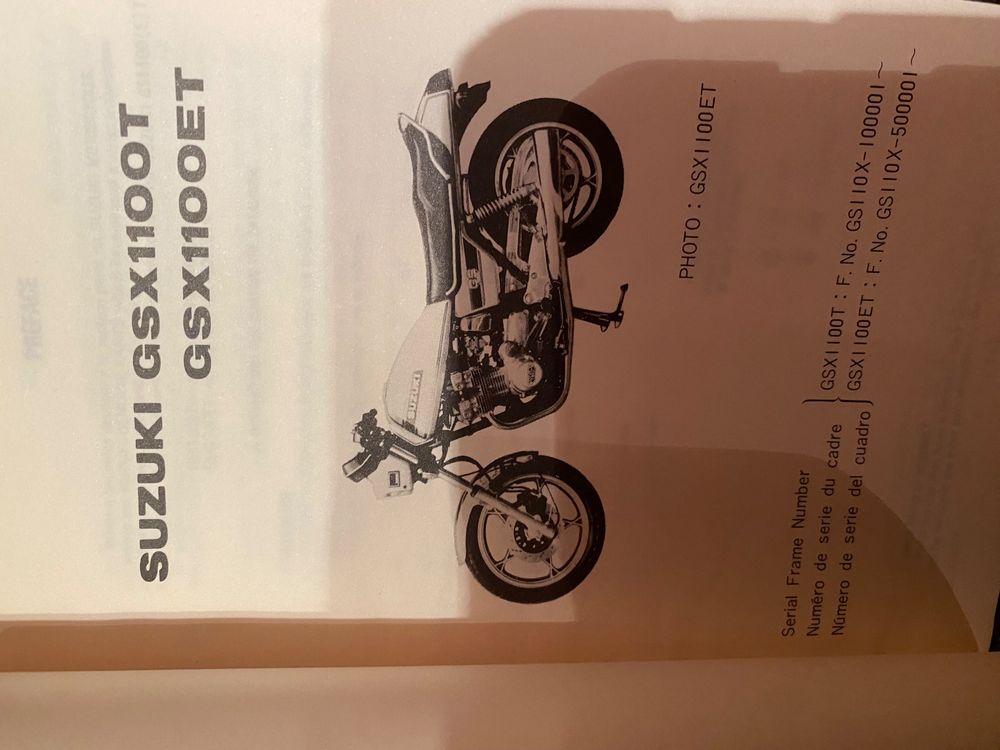 SUZUKI GSX1100T
GSX1100ET
SUZUKI
PHOTO : GSX1100ET
Serial Frame Number
Numéro de serie du cadre
Número de serie del cuadro
GSX1100T : F. No. GS110X-100001~
GSX1100ET : F. No. GS110X-500001~